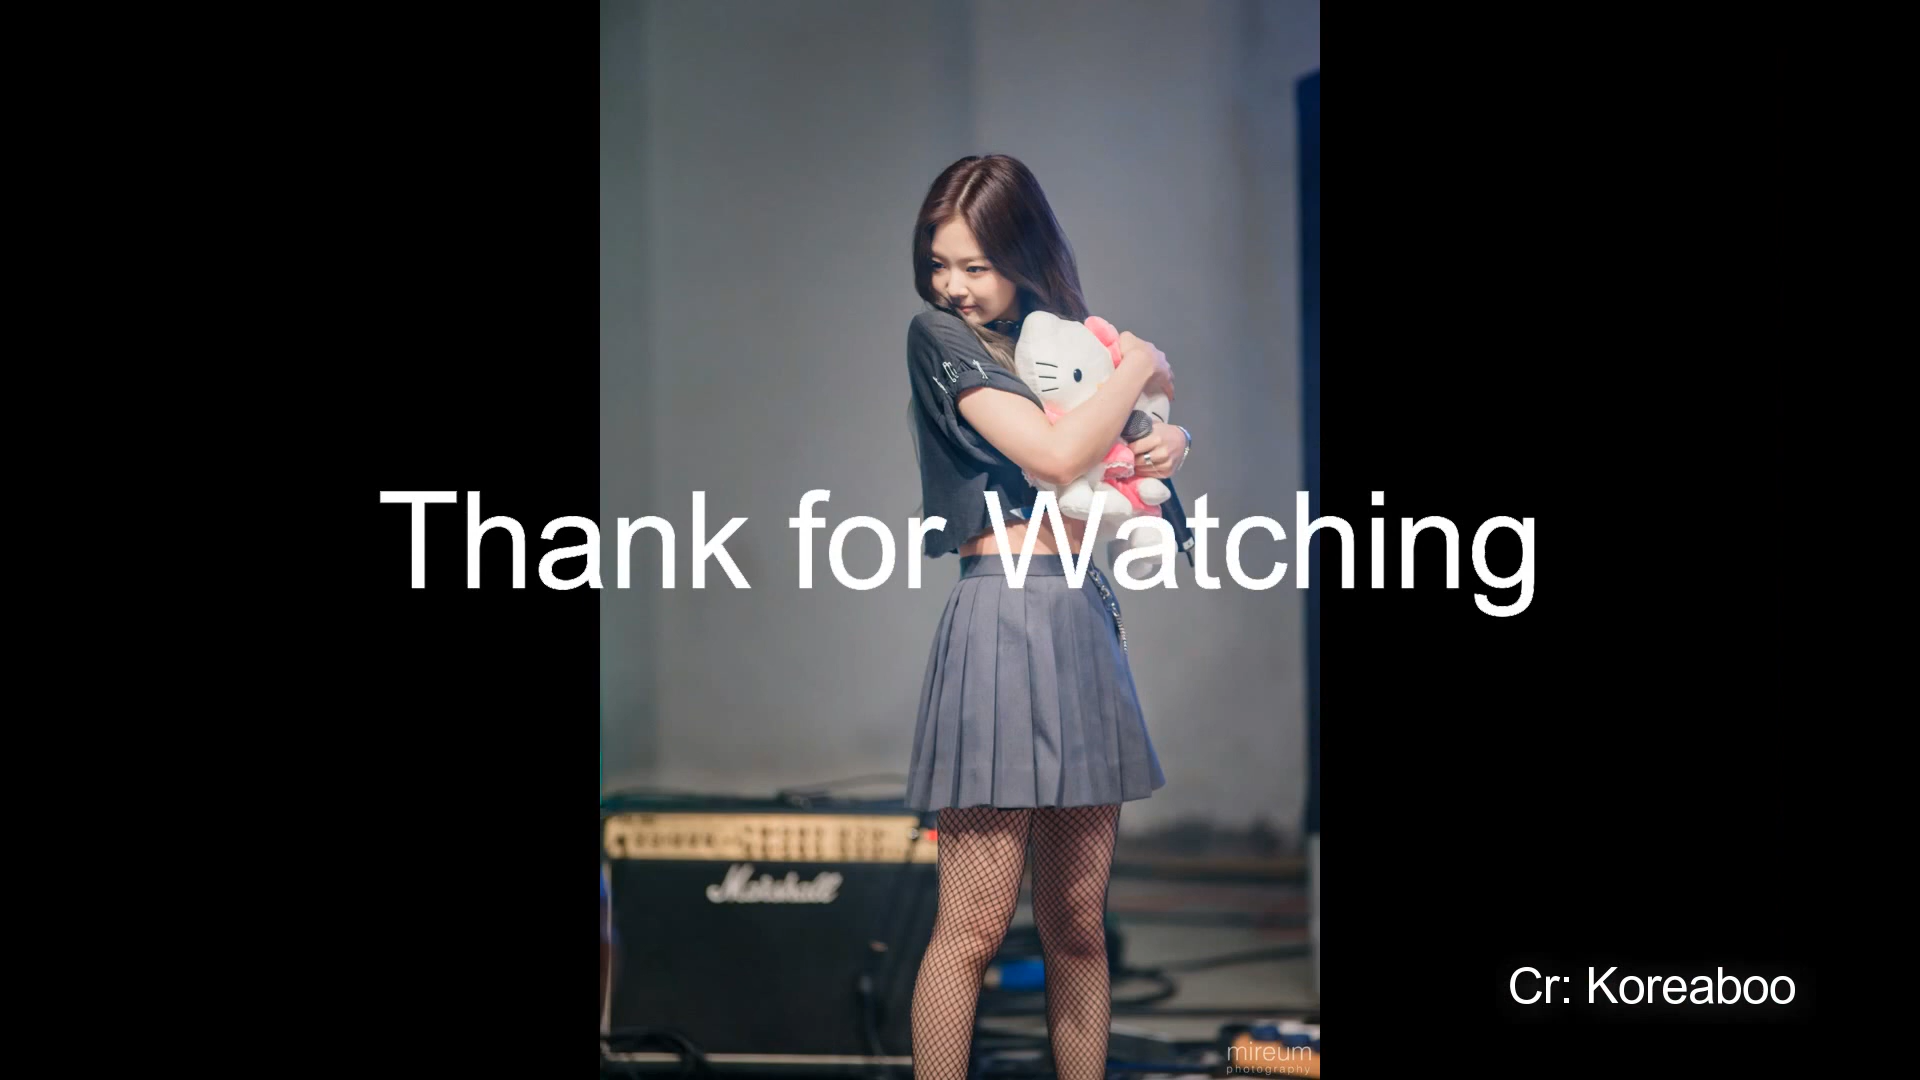 Thank for Watching
Marshall
Cr: Koreaboo
mireum
photography